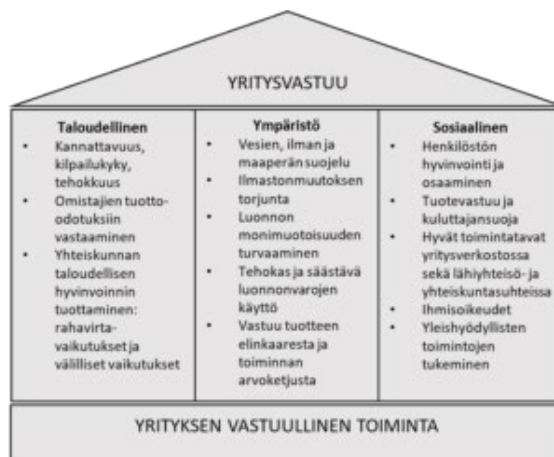 YRITYSVASTUU
Taloudellinen
• Kannattavuus,
kilpailukyky,
tehokkuus
• Omistajien tuotto-
odotuksiin
vastaaminen
• Yhteiskunnan
taloudellisen
hyvinvoinnin
tuottaminen:
rahavirta-
vaikutukset ja
välilliset vaikutukset
Ympäristö
• Vesien, ilman ja
maaperän suojelu
• Ilmastonmuutoksen
torjunta
• Luonnon
monimuotoisuuden
turvaaminen
• Tehokas ja säästävä
luonnonvarojen
käyttö
• Vastuu tuotteen
elinkaaresta ja
toiminnan
arvoketjusta
Sosiaalinen
• Henkilöstön
hyvinvointi ja
osaaminen
• Tuotevastuu ja
kuluttajansuoja
• Hyvät toimintatavat
yritysverkostossa
sekä lähiyhteisö- ja
yhteiskuntasuhteissa
• Ihmisoikeudet
• Yleishyödyllisten
toimintojen
tukeminen
YRITYKSEN VASTUULLINEN TOIMINTA